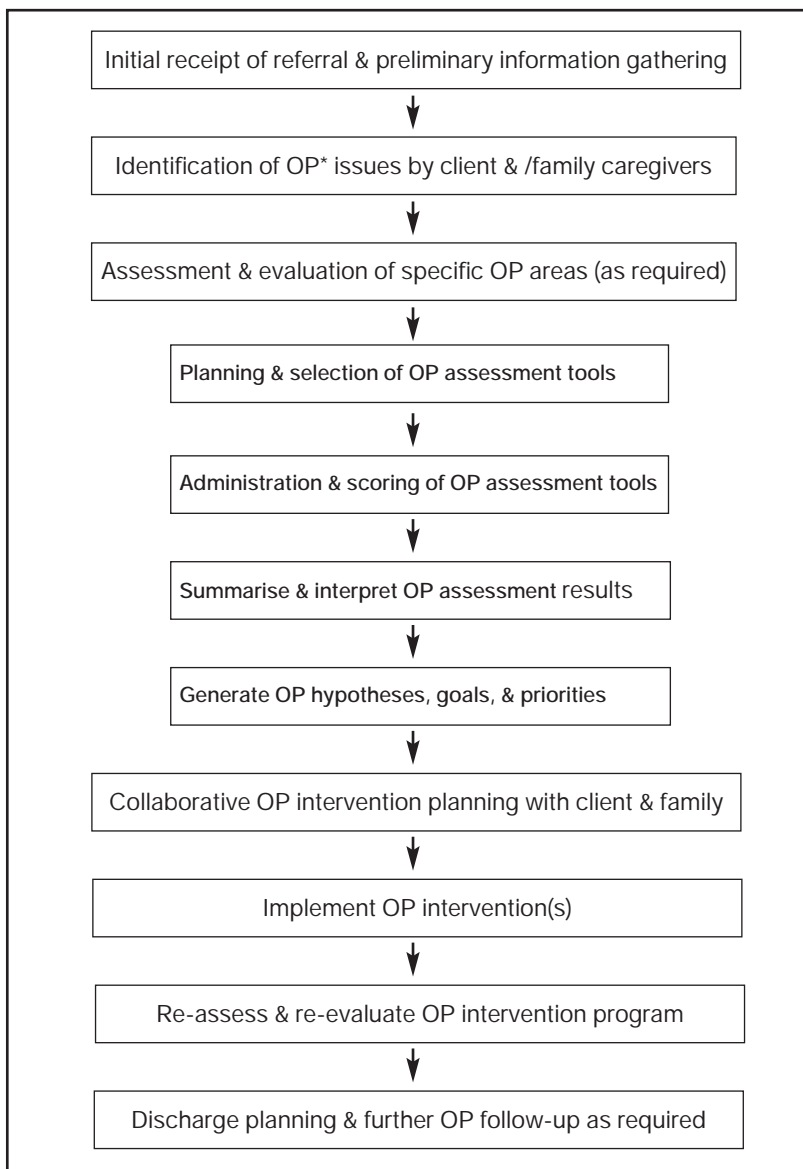 Initial receipt of referral & preliminary information gathering
Identification of OP* issues by client & /family caregivers
Assessment & evaluation of specific OP areas (as required)
Planning & selection of OP assessment tools
Administration & scoring of OP assessment tools
Summarise & interpret OP assessment results
Generate OP hypotheses, goals, & priorities
Collaborative OP intervention planning with client & family
Implement OP intervention(s)
Re-assess & re-evaluate OP intervention program
Discharge planning & further OP follow-up as required